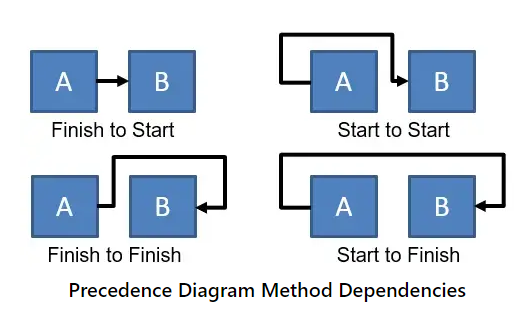 A B
Finish to Start
A B
Start to Start
A B
Finish to Finish
A B
Start to Finish
Precedence Diagram Method Dependencies